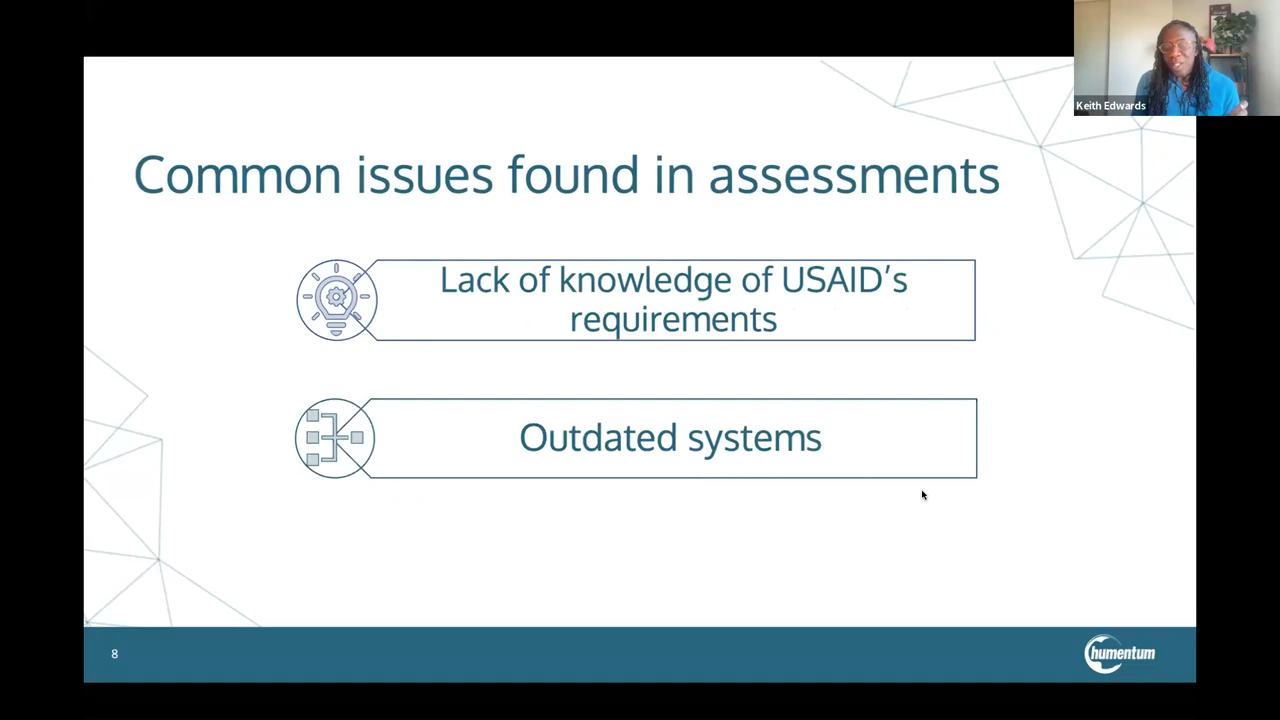 Keith Edwards
Common issues found in assessments
Lack of knowledge of USAID’s
requirements
Outdated systems
8
humentum